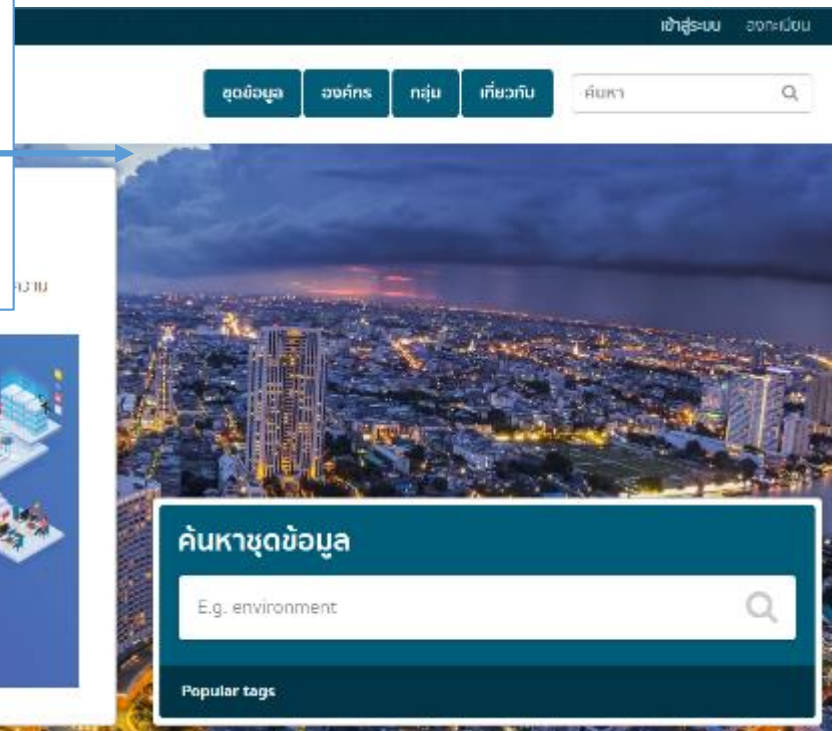 เข้าสู่ระบบ ลงทะเบียน
ชุดข้อมูล องค์กร กลุ่ม เกี่ยวกับ ค้นหา
ค้นหาชุดข้อมูล
E.g. environment
Popular tags